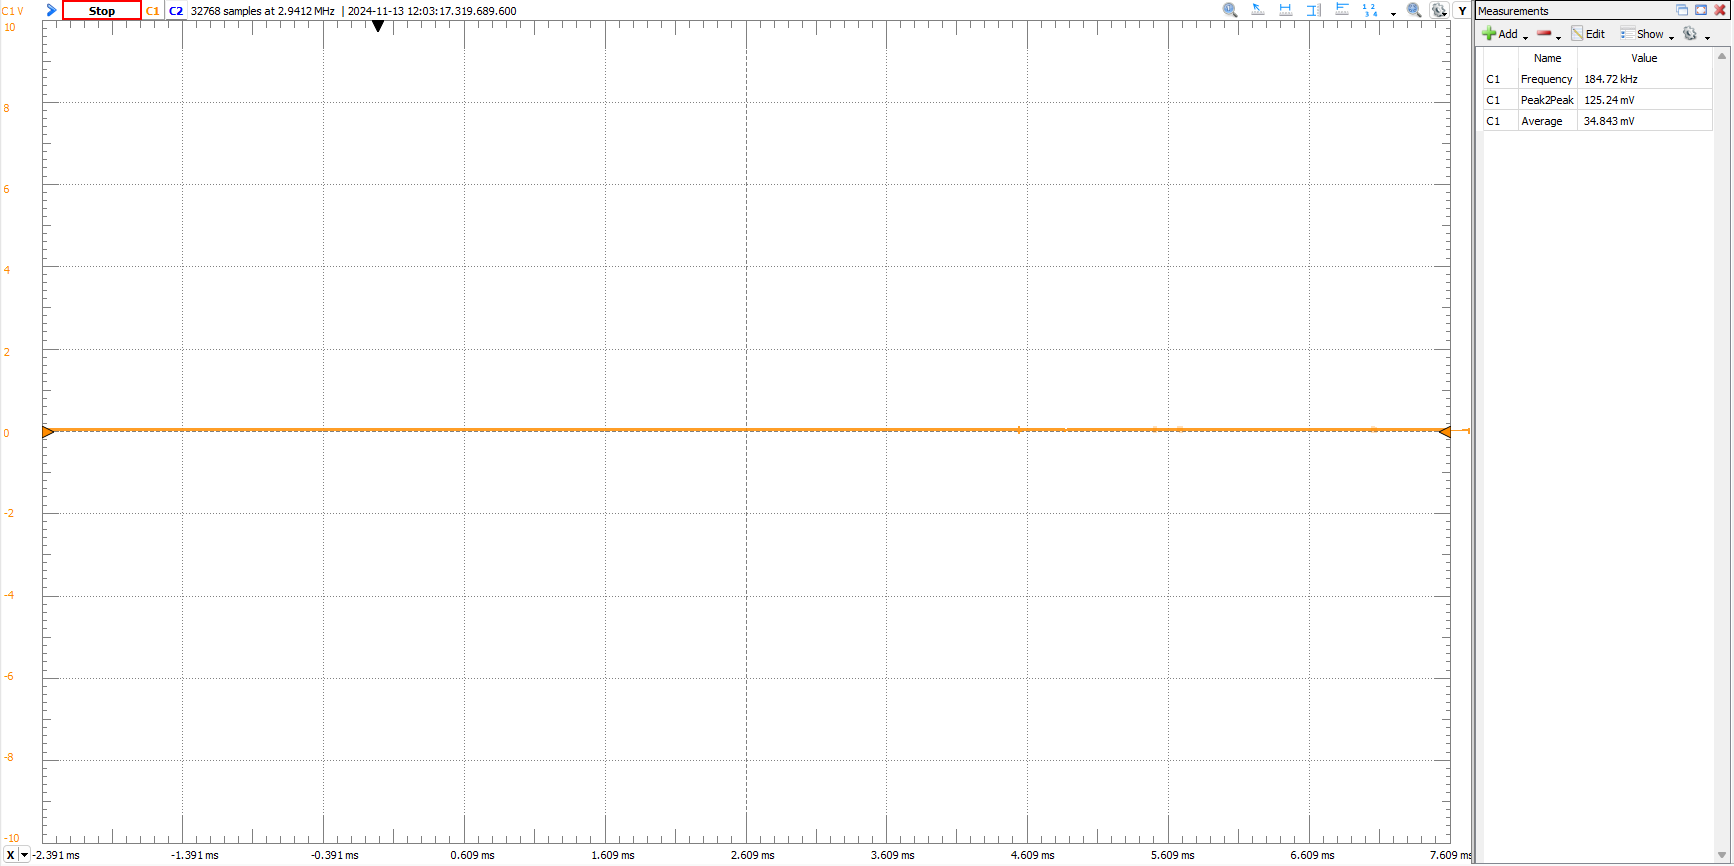 C1 V Stop C1 C2 32768 samples at 2.9412 MHz | 2024-11-13 12:03:17.319.689.600 Y
10
8
6
4
2
0
-2
-4
-6
-8
-10
X -2.391 ms -1.391 ms -0.391 ms 0.609 ms 1.609 ms 2.609 ms 3.609 ms 4.609 ms 5.609 ms 6.609 ms 7.609 ms
Measurements
Add Edit Show
Name Value
C1 Frequency 184.72 kHz
C1 Peak2Peak 125.24 mV
C1 Average 34.843 mV